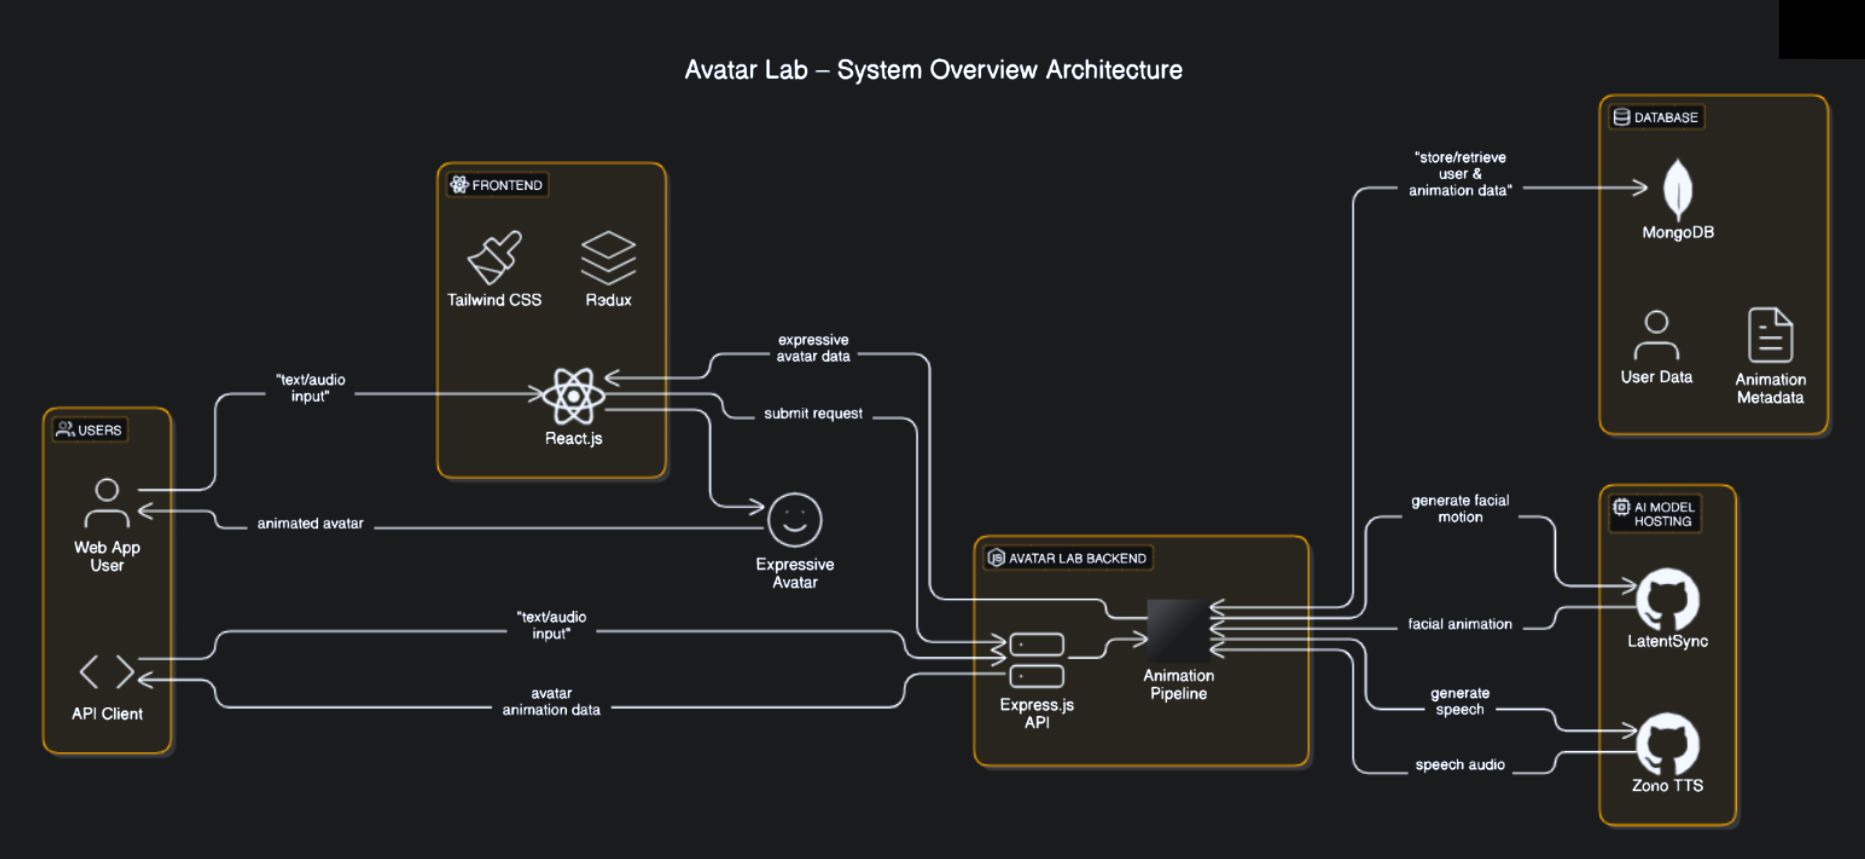 Avatar Lab – System Overview Architecture
DATABASE
"store/retrieve
user &
animation data"
MongoDB
User Data
Animation
Metadata
FRONTEND
Tailwind CSS
Redux
React.js
expressive
avatar data
submit request
"text/audio
input"
USERS
Web App
User
animated avatar
Expressive
Avatar
API Client
"text/audio
input"
avatar
animation data
AVATAR LAB BACKEND
Express.js
API
Animation
Pipeline
generate facial
motion
facial animation
generate
speech
speech audio
AI MODEL
HOSTING
LatentSync
Zono TTS